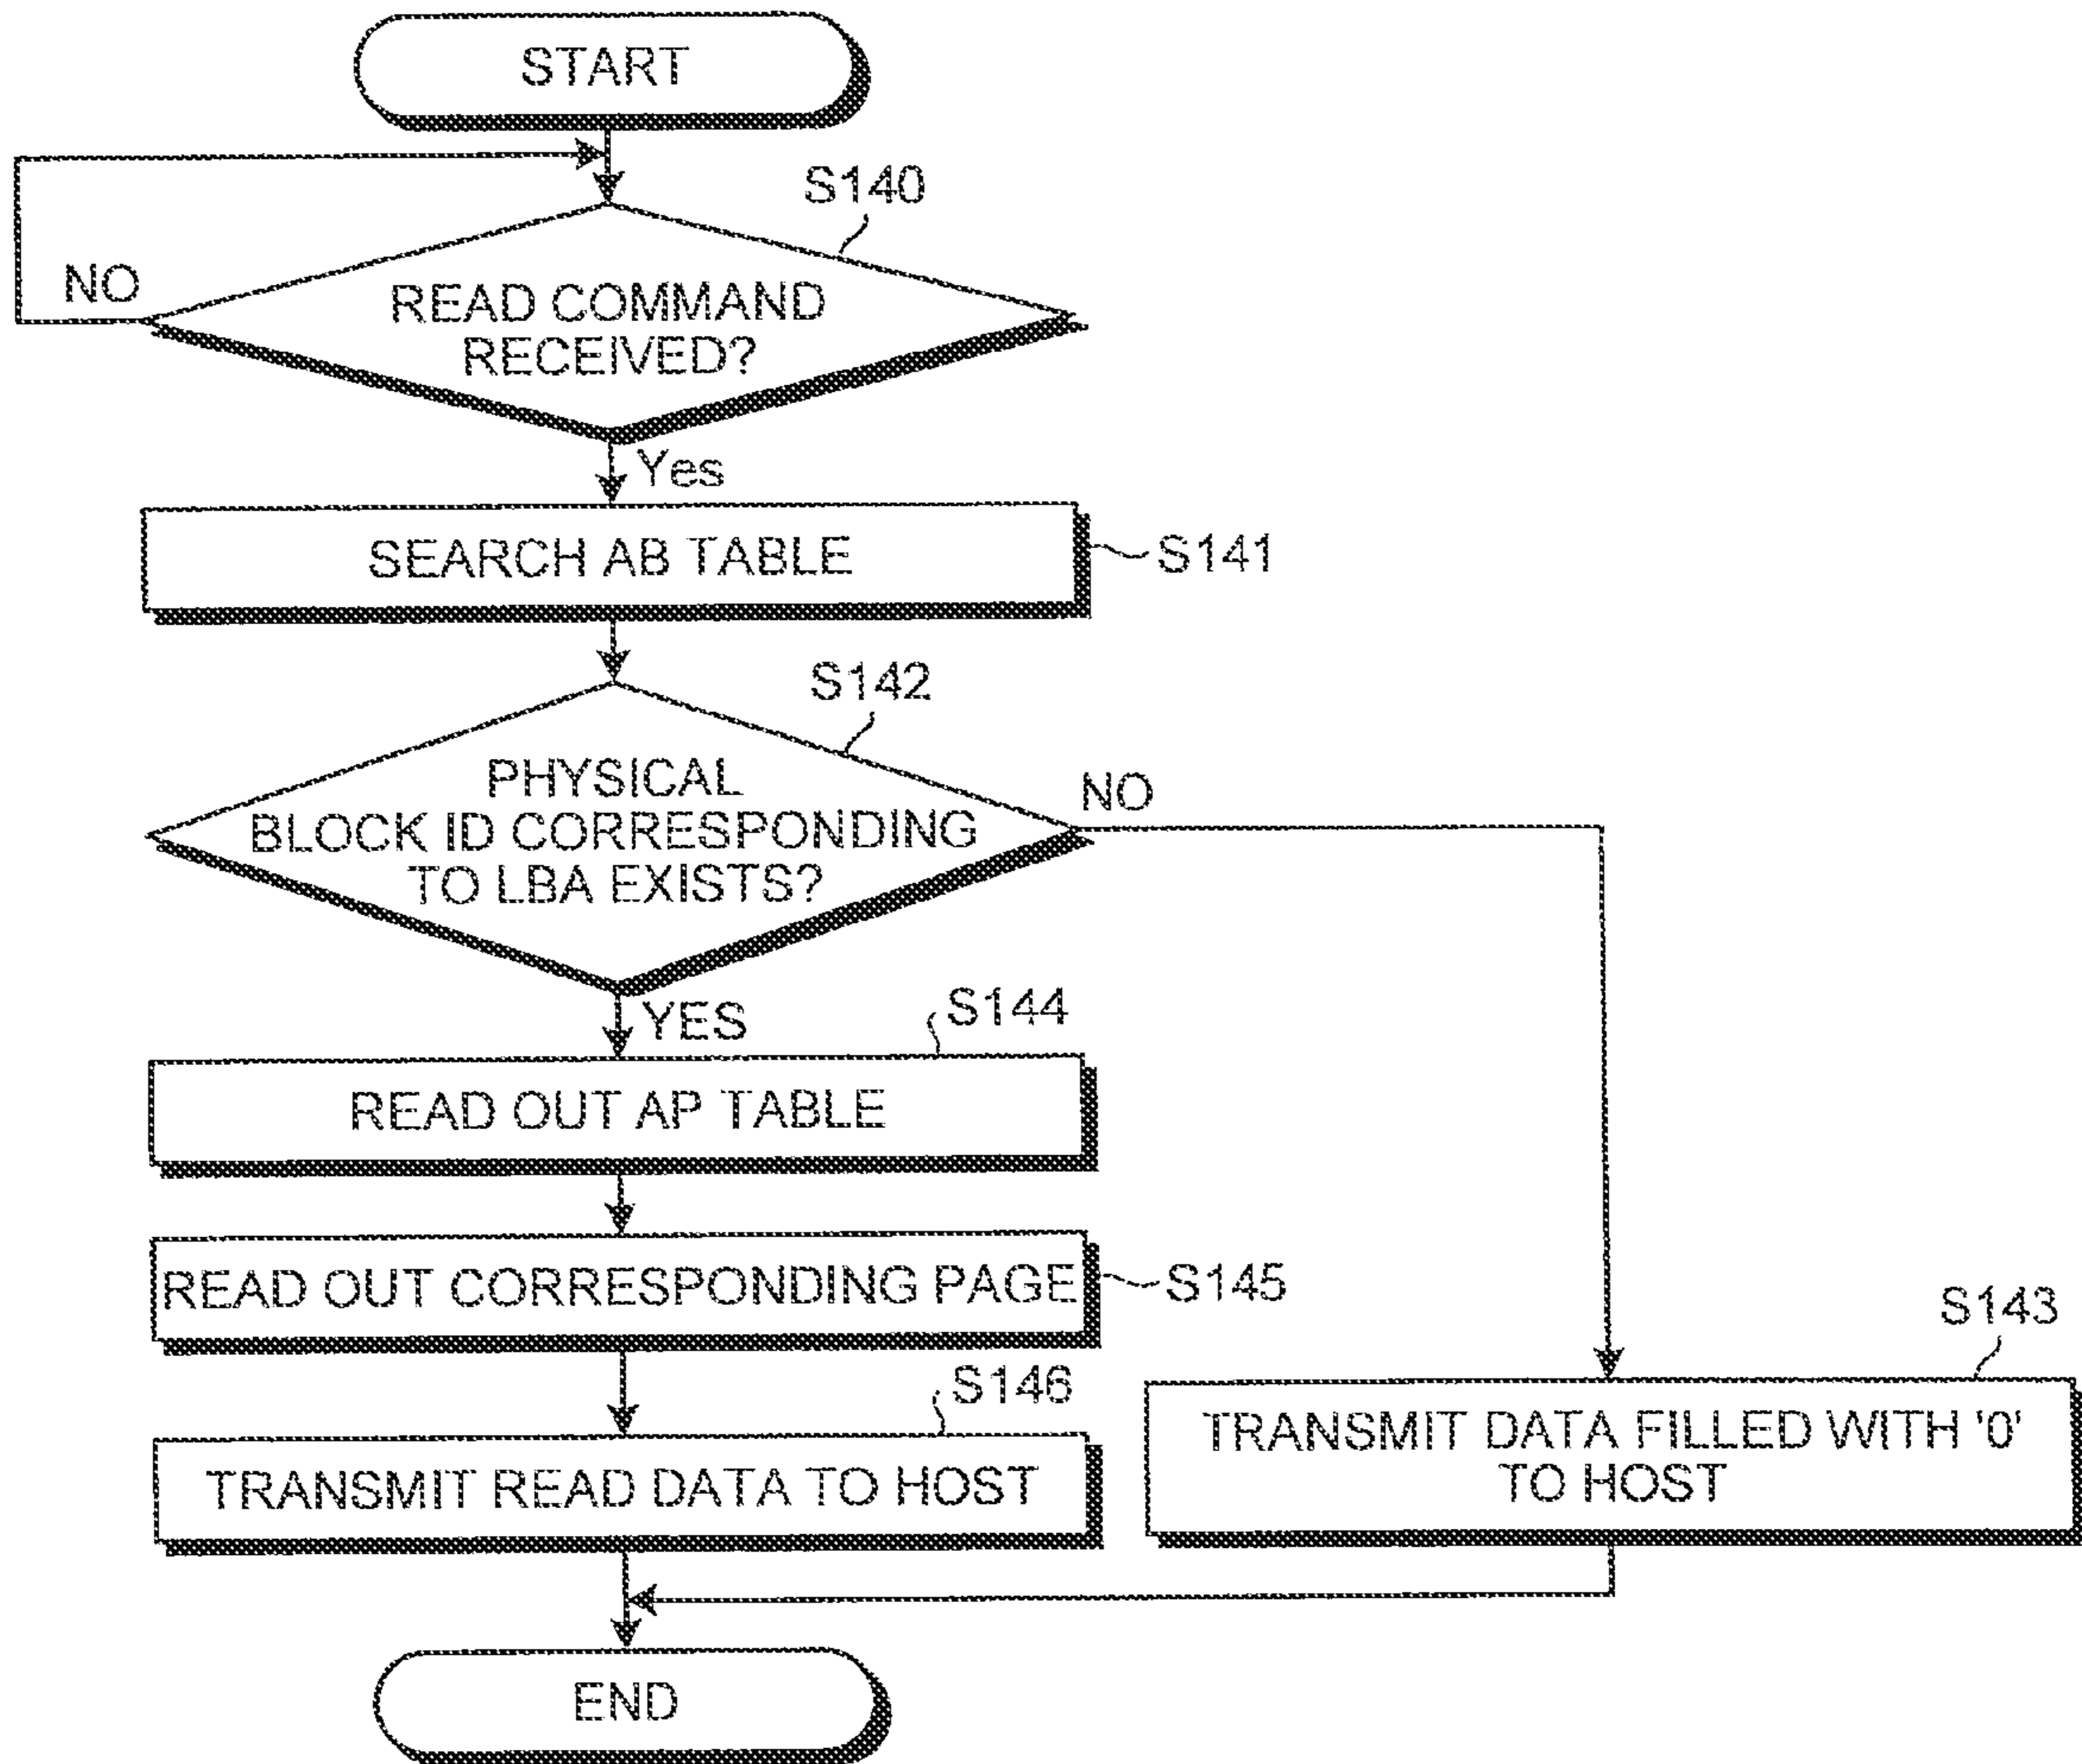 START
S140
NO
READ COMMAND
RECEIVED?
Yes
SEARCH AB TABLE
S141
S142
PHYSICAL
BLOCK ID CORRESPONDING
TO LBA EXISTS?
NO
YES
S144
READ OUT AP TABLE
READ OUT CORRESPONDING PAGE
S145
S143
S146
TRANSMIT DATA FILLED WITH '0'
TO HOST
TRANSMIT READ DATA TO HOST
END